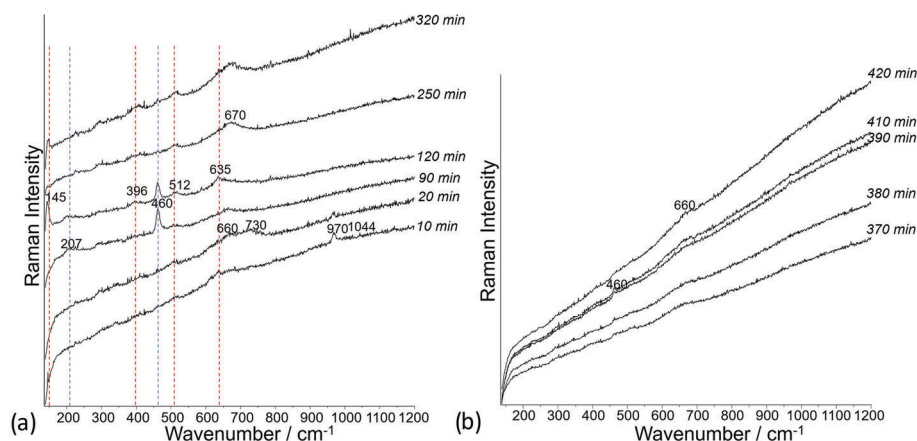 320 min
250 min
670
120 min
635
512
396
145
90 min
460
20 min
730
660
10 min
970 1044
207
Raman Intensity
200 300 400 500 600 700 800 900 1000 1100 1200
Wavenumber / cm-1
(a)
420 min
410 min
390 min
660
380 min
460
370 min
Raman Intensity
200 300 400 500 600 700 800 900 1000 1100 1200
Wavenumber / cm-1
(b)